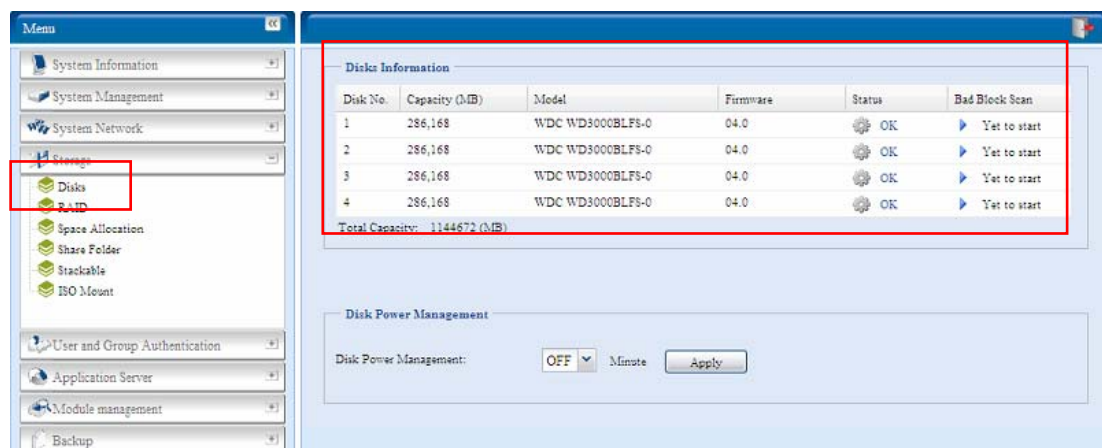 Menu
System Information
System Management
System Network
Storage
Disks
RAID
Space Allocation
Share Folder
Stackable
ISO Mount
User and Group Authentication
Application Server
Module management
Backup
Disks Information
Disk No. Capacity (MB) Model Firmware Status Bad Block Scan
1 286,168 WDC WD3000BLFS-0 04.0 OK Yet to start
2 286,168 WDC WD3000BLFS-0 04.0 OK Yet to start
3 286,168 WDC WD3000BLFS-0 04.0 OK Yet to start
4 286,168 WDC WD3000BLFS-0 04.0 OK Yet to start
Total Capacity: 1144672 (MB)
Disk Power Management
Disk Power Management: OFF Minute Apply